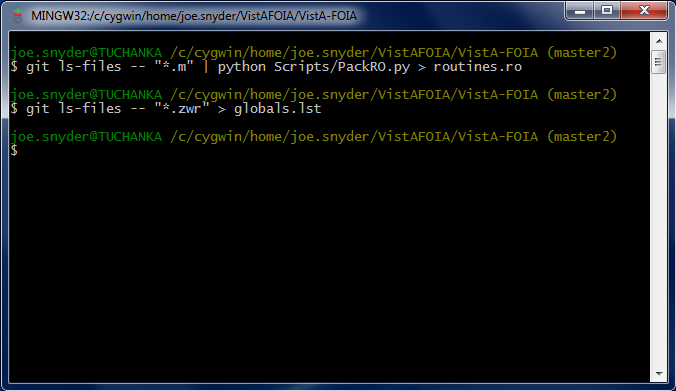 MINGW32:/c/cygwin/home/joe.snyder/VistAFOIA/VistA-FOIA
joe.snyder@TUCHANKA /c/cygwin/home/joe.snyder/VistAFOIA/VistA-FOIA (master2)
$ git ls-files -- "*.m" | python Scripts/PackRO.py > routines.ro
joe.snyder@TUCHANKA /c/cygwin/home/joe.snyder/VistAFOIA/VistA-FOIA (master2)
$ git ls-files -- "*.zwr" > globals.lst
joe.snyder@TUCHANKA /c/cygwin/home/joe.snyder/VistAFOIA/VistA-FOIA (master2)
$